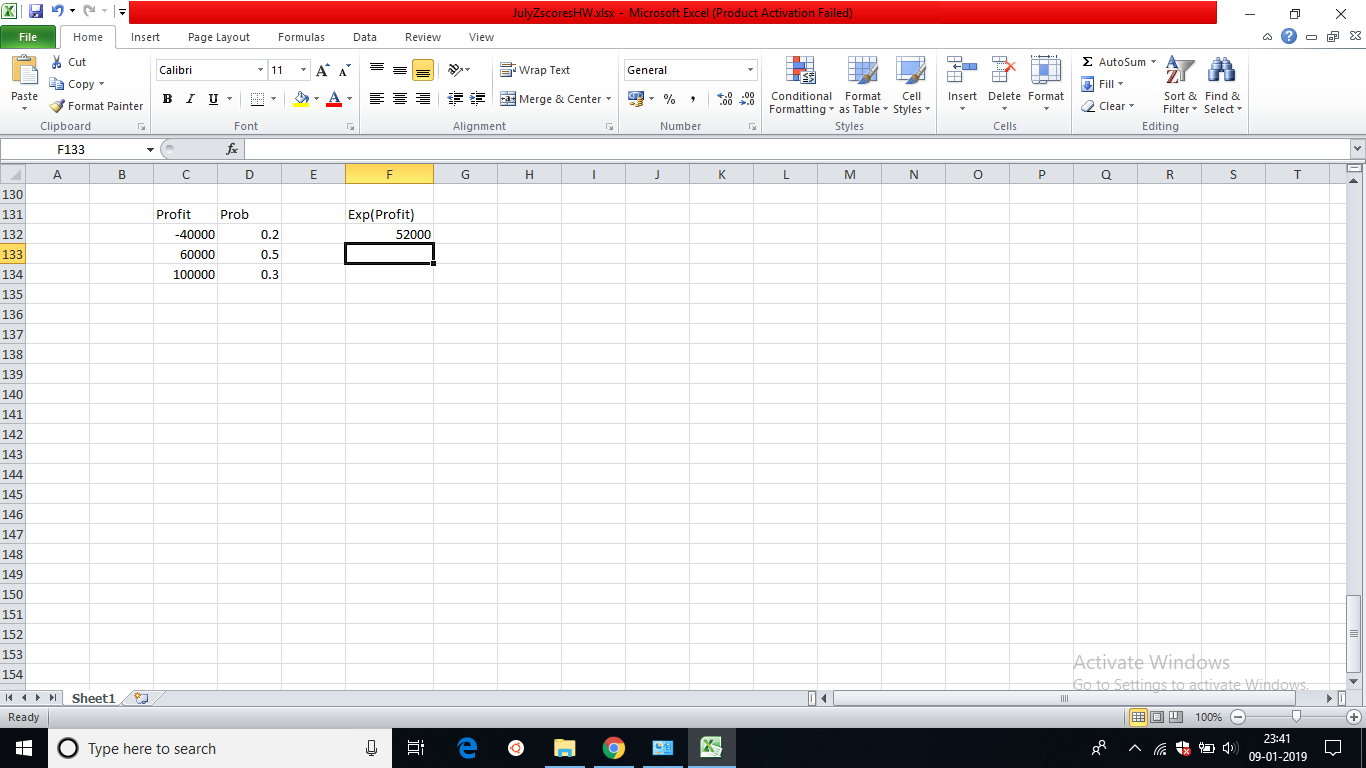 JulyZscoresHW.xlsx - Microsoft Excel (Product Activation Failed)
File Home Insert Page Layout Formulas Data Review View
Paste
Cut
Copy
Format Painter
Clipboard
Calibri 11
B I U A
Font
Wrap Text
Merge & Center
Alignment
General
% ,
Number
Conditional Formatting
Format as Table
Cell Styles
Styles
Insert Delete Format
Cells
Σ AutoSum
Fill
Clear
Sort & Filter
Find & Select
Editing
F133 fx
A B C D E F G H I J K L M N O P Q R S T
130
131 Profit Prob Exp(Profit)
132 -40000 0.2 52000
133 60000 0.5
134 100000 0.3
135
136
137
138
139
140
141
142
143
144
145
146
147
148
149
150
151
152
153
154
Activate Windows
Go to Settings to activate Windows.
Sheet1
Ready 100%
Type here to search
23:41
09-01-2019